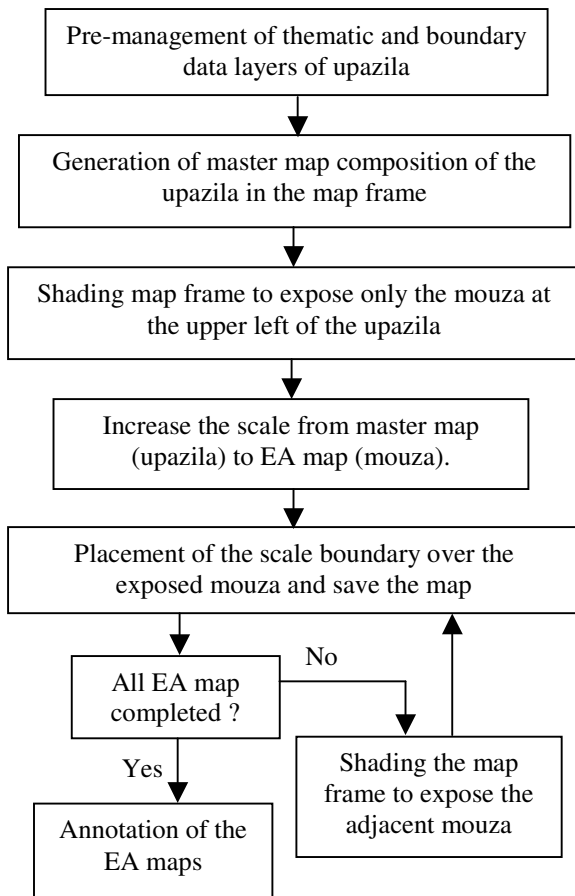 Pre-management of thematic and boundary
data layers of upazila
Generation of master map composition of the
upazila in the map frame
Shading map frame to expose only the mouza at
the upper left of the upazila
Increase the scale from master map
(upazila) to EA map (mouza).
Placement of the scale boundary over the
exposed mouza and save the map
All EA map
completed ?
No
Yes
Shading the map
frame to expose the
adjacent mouza
Annotation of the
EA maps